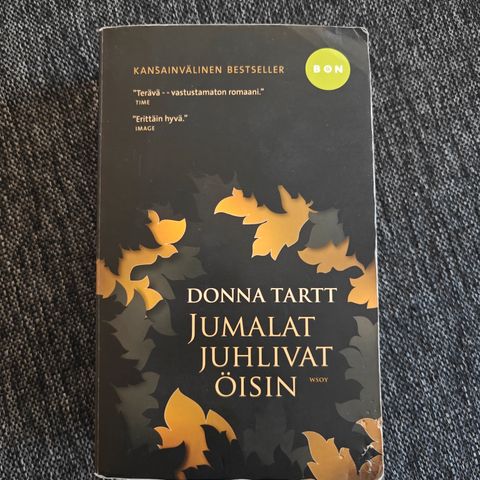 KANSAINVÄLINEN BESTSELLER
BON
"Terävä - - vastustamaton romaani."
TIME
"Erittäin hyvä."
IMAGE
DONNA TARTT
JUMALAT
JUHLIVAT
ÖISIN
WSOY